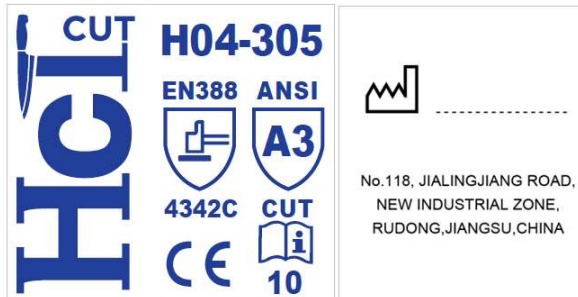 Hcl
CUT
H04-305
EN388 ANSI
A3
4342C CUT
i
CE 10
No.118, JIALINGJIANG ROAD,
NEW INDUSTRIAL ZONE,
RUDONG,JIANGSU,CHINA